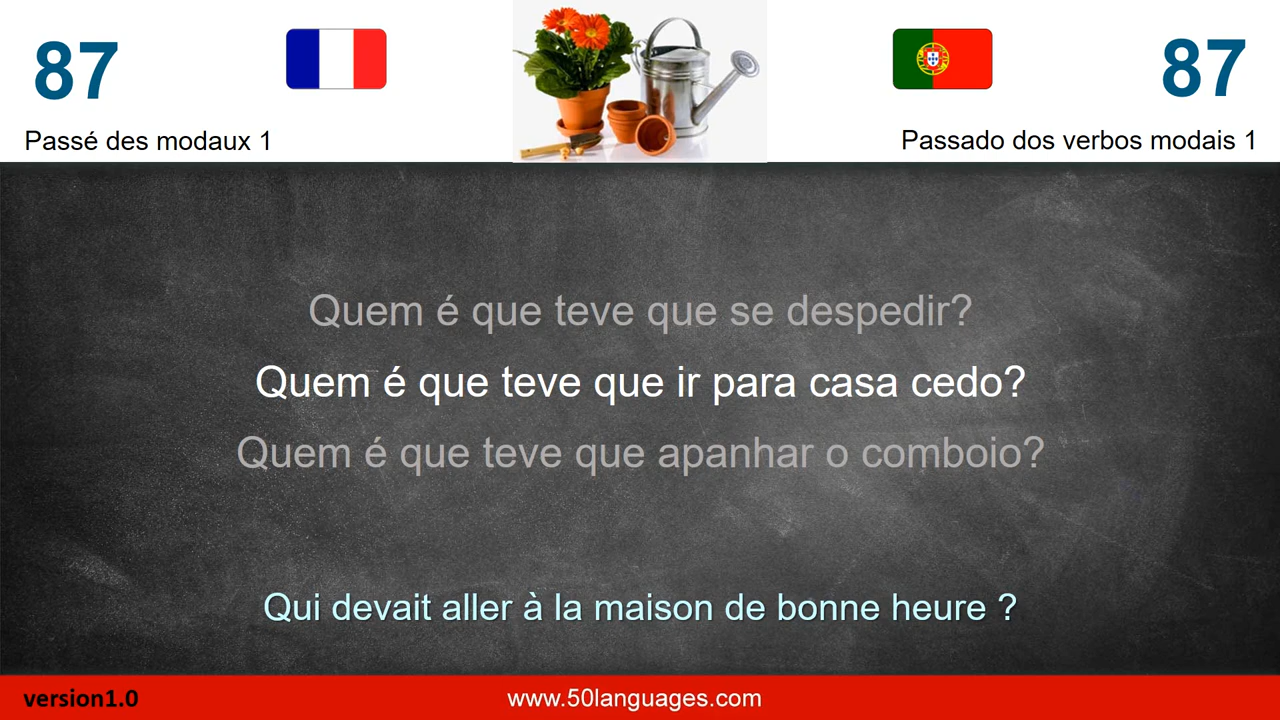 87
87
Passé des modaux 1
Passado dos verbos modais 1
Quem é que teve que se despedir?
Quem é que teve que ir para casa cedo?
Quem é que teve que apanhar o comboio?
Qui devait aller à la maison de bonne heure ?
version1.0
www.50languages.com